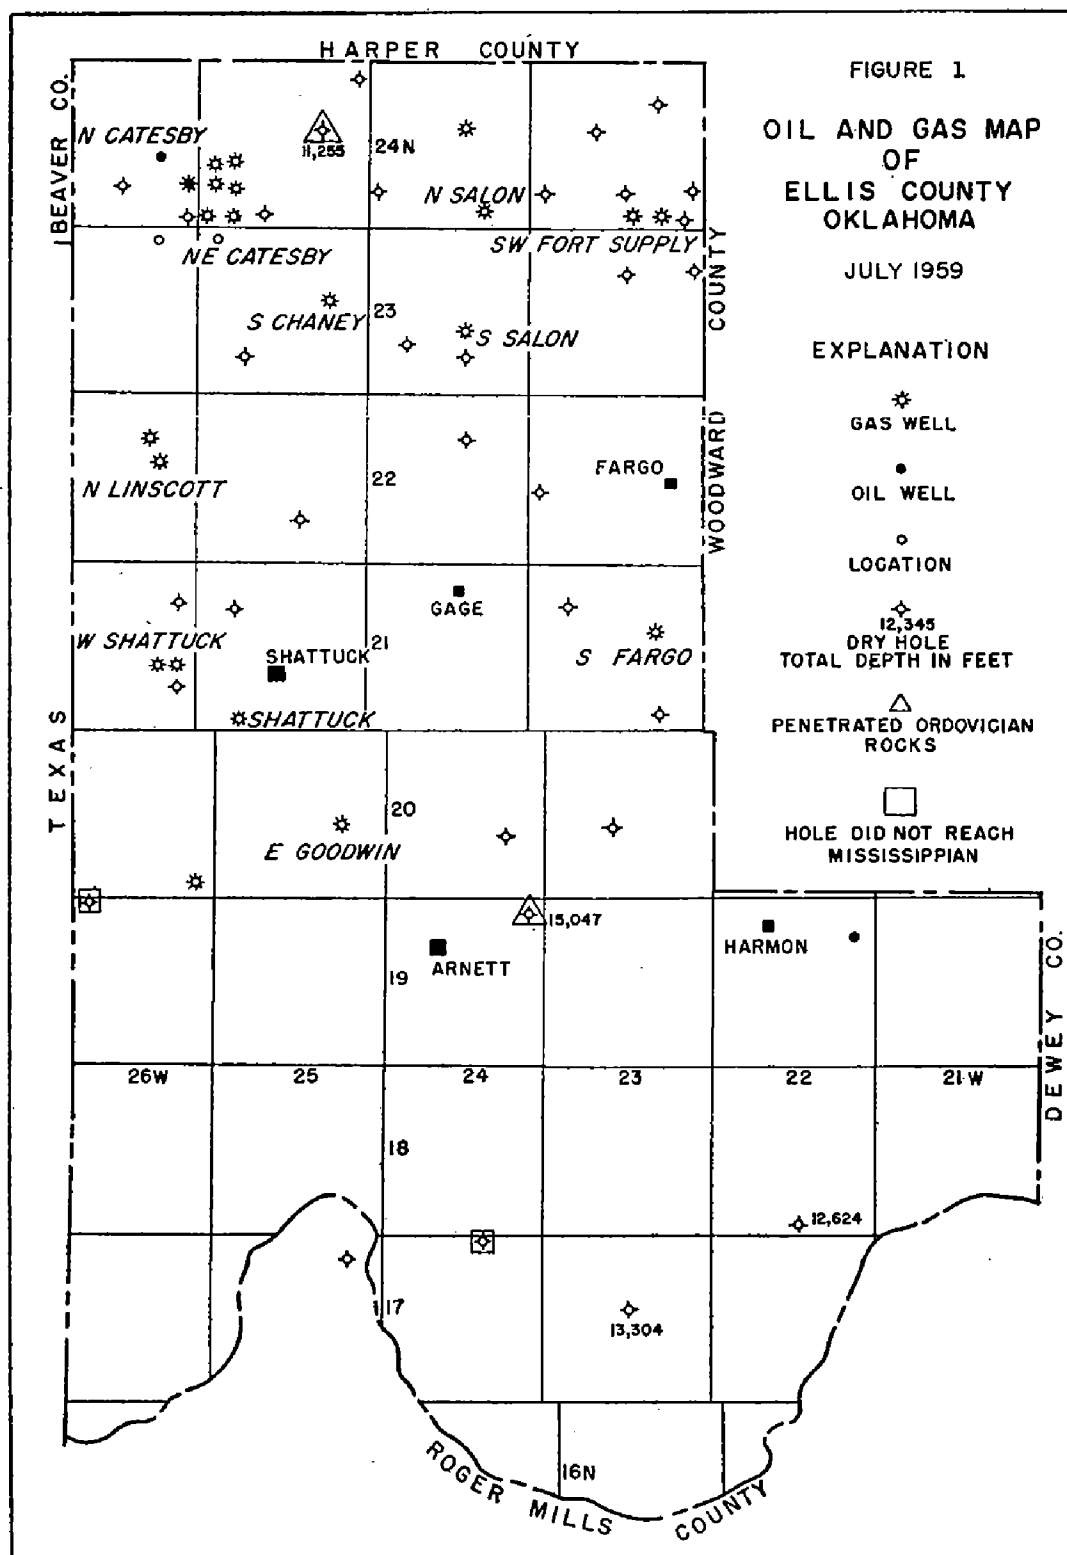 HARPER COUNTY
BEAVER CO.
FIGURE 1
OIL AND GAS MAP
OF
ELLIS COUNTY
OKLAHOMA
JULY 1959
N CATESBY
11,255
24N
N SALON
SW FORT SUPPLY
NE CATESBY
S CHANEY
23
S SALON
WOODWARD COUNTY
EXPLANATION
GAS WELL
OIL WELL
LOCATION
12,345
DRY HOLE
TOTAL DEPTH IN FEET
PENETRATED ORDOVICIAN
ROCKS
HOLE DID NOT REACH
MISSISSIPPIAN
N LINSCOTT
22
FARGO
GAGE
W SHATTUCK
SHATTUCK
21
S FARGO
SHATTUCK
TEXAS
20
E GOODWIN
15,047
ARNETT
19
HARMON
DEWEY CO.
26W
25
24
23
22
21W
18
12,624
17
13,304
16N
ROGER MILLS COUNTY